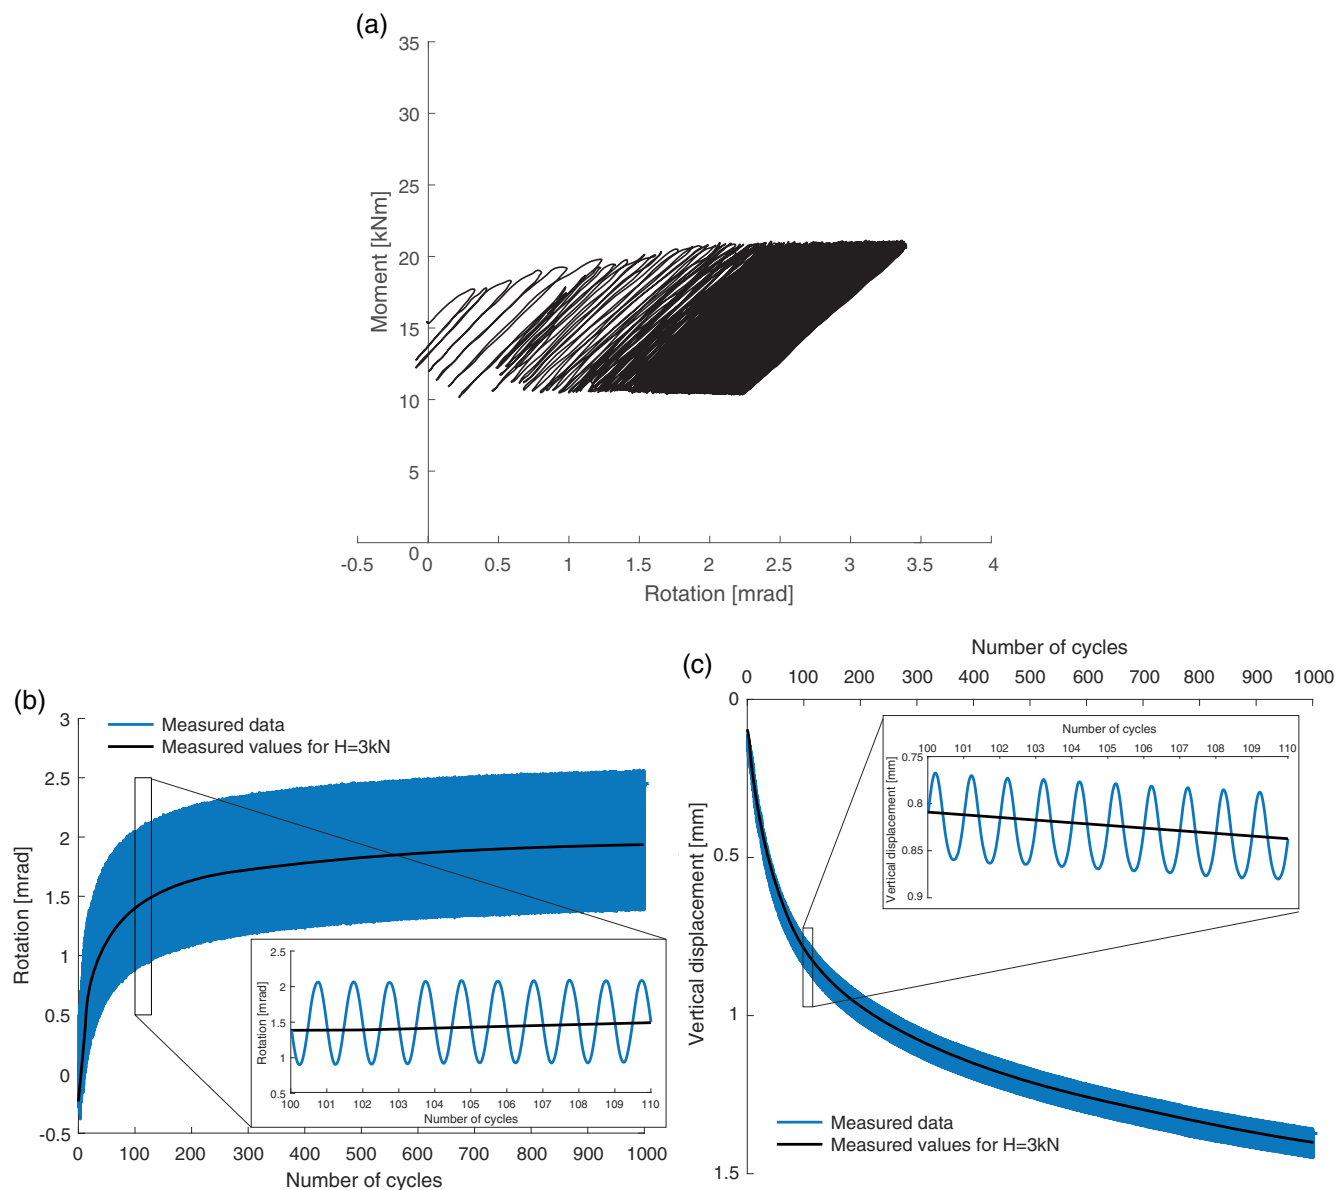 (a)
35
30
25
20
15
10
5
0
Moment [kNm]
-0.5 0 0.5 1 1.5 2 2.5 3 3.5 4
Rotation [mrad]
(b)
Measured data
Measured values for H=3kN
3
2.5
2
1.5
1
0.5
0
-0.5
Rotation [mrad]
0 100 200 300 400 500 600 700 800 900 1000
Number of cycles
2.5
2
1.5
1
0.5
Rotation [mrad]
100 101 102 103 104 105 106 107 108 109 110
Number of cycles
(c)
Number of cycles
0 100 200 300 400 500 600 700 800 900 1000
0
0.5
1
1.5
Vertical displacement [mm]
Number of cycles
100 101 102 103 104 105 106 107 108 109 110
0.75
0.8
0.85
0.9
Vertical displacement [mm]
Measured data
Measured values for H=3kN